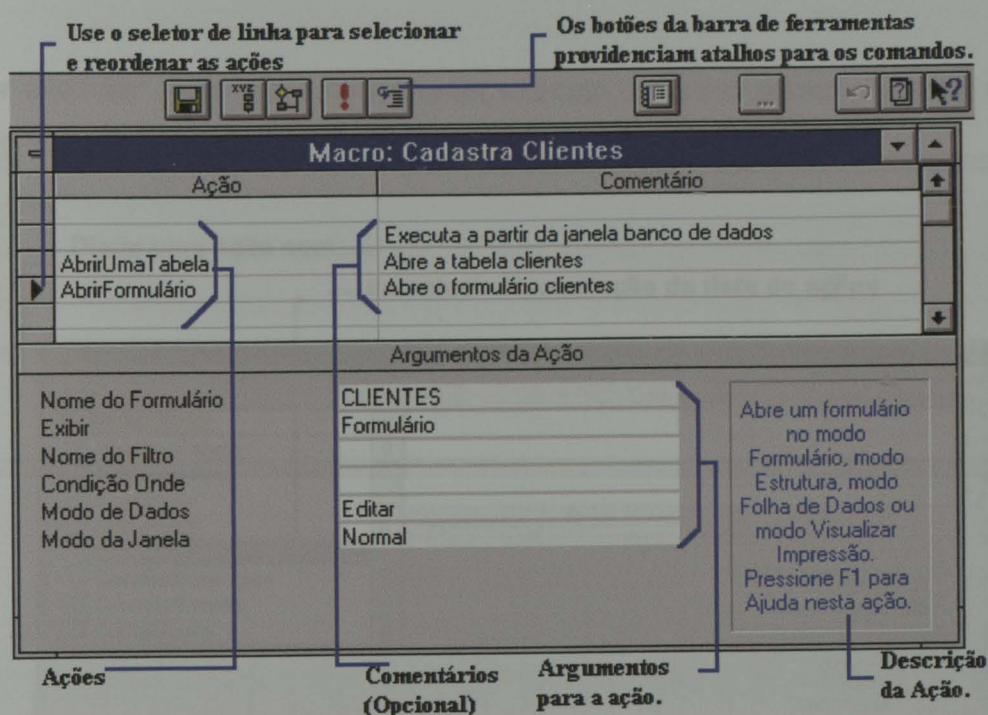 Use o seletor de linha para selecionar
e reordenar as ações
Os botões da barra de ferramentas
providenciam atalhos para os comandos.
XYZ
...
?
?
Macro: Cadastra Clientes
Ação
Comentário
Executa a partir da janela banco de dados
AbrirUmaTabela
Abre a tabela clientes
AbrirFormulário
Abre o formulário clientes
Argumentos da Ação
Nome do Formulário
CLIENTES
Exibir
Formulário
Nome do Filtro
Condição Onde
Modo de Dados
Editar
Modo da Janela
Normal
Abre um formulário
no modo
Formulário, modo
Estrutura, modo
Folha de Dados ou
modo Visualizar
Impressão.
Pressione F1 para
Ajuda nesta ação.
Ações
Comentários
(Opcional)
Argumentos
para a ação.
Descrição
da Ação.